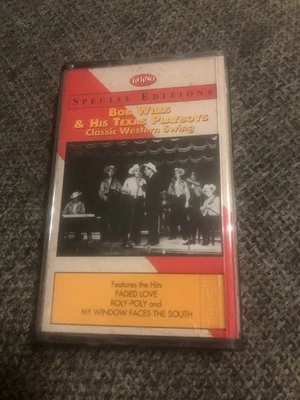 RHINO
SPECIAL EDITIONS
BOB WILLS
& HIS TEXAS PLAYBOYS
Classic Western Swing
Features the Hits
FADED LOVE
ROLY-POLY and
MY WINDOW FACES THE SOUTH